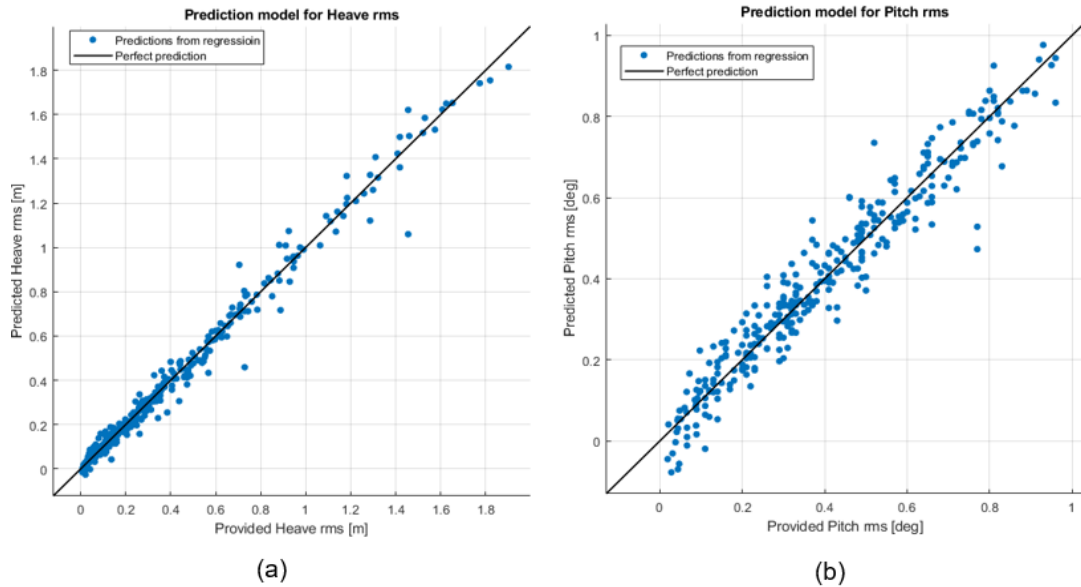 Prediction model for Heave rms
Predictions from regressioin
Perfect prediction
1.8
1.6
1.4
1.2
1
0.8
0.6
0.4
0.2
0
Predicted Heave rms [m]
0 0.2 0.4 0.6 0.8 1 1.2 1.4 1.6 1.8
Provided Heave rms [m]
(a)
Prediction model for Pitch rms
Predictions from regression
Perfect prediction
1
0.8
0.6
0.4
0.2
0
Predicted Pitch rms [deg]
0 0.2 0.4 0.6 0.8 1
Provided Pitch rms [deg]
(b)